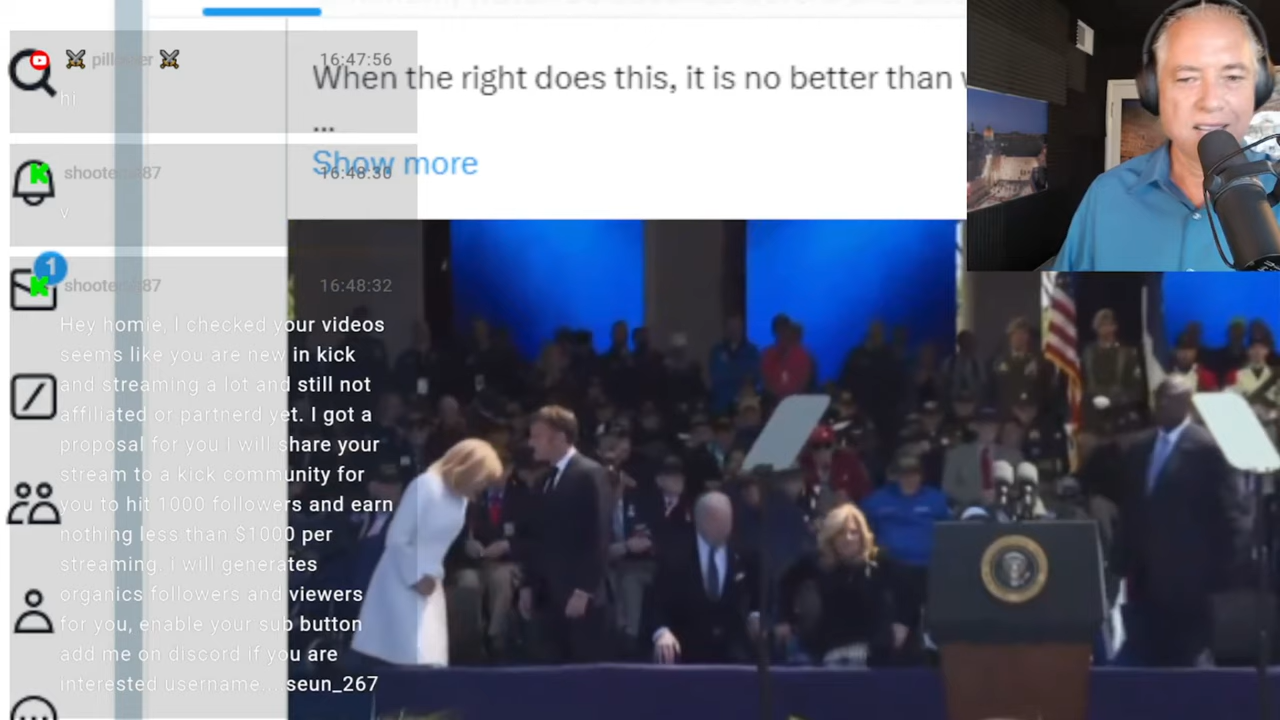 16:47:56
hi
When the right does this, it is no better than
...
Show more
16:48:30
y
1
16:48:32
Hey homie, I checked your videos
seems like you are new in kick
and streaming a lot and still not
affiliated or partnerd yet. I got a
proposal for you I will share your
stream to a kick community for
you to hit 1000 followers and earn
nothing less than $1000 per
streaming. i will generates
organics followers and viewers
for you, enable your sub button
add me on discord if you are
interested username.... seun_267